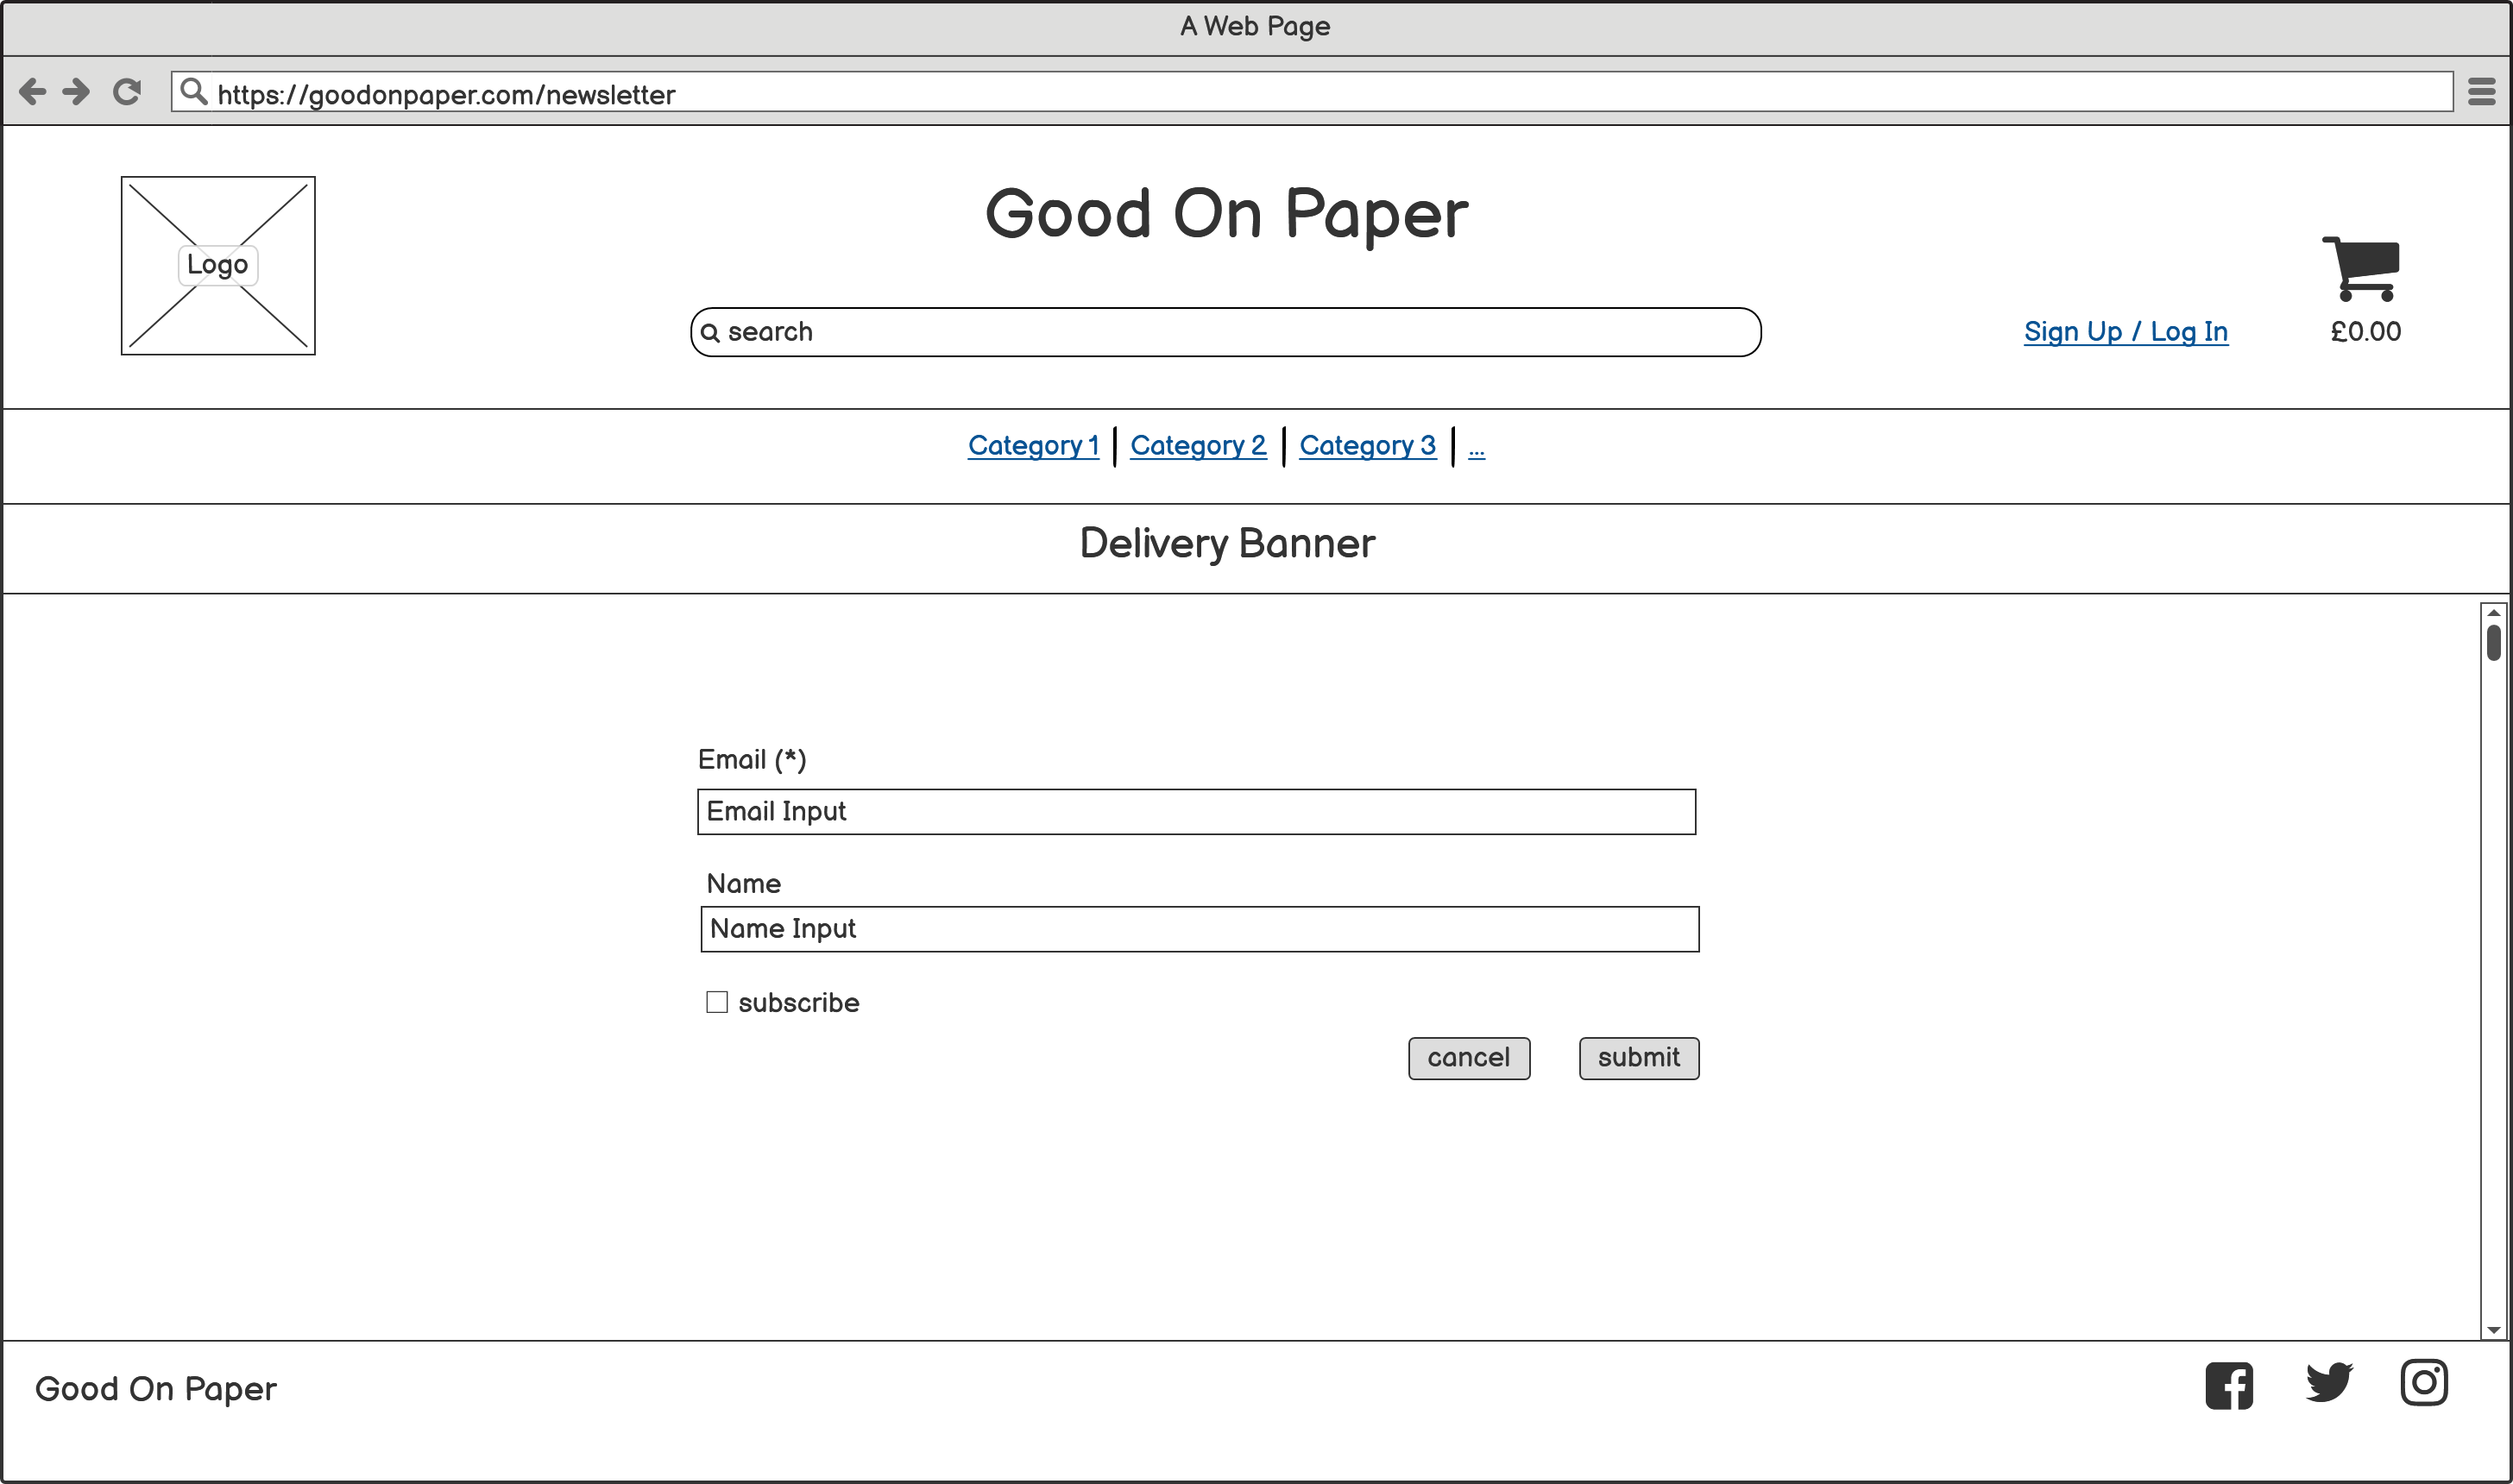 A Web Page
https://goodonpaper.com/newsletter
Good On Paper
Logo
search
Sign Up / Log In
£0.00
Category 1 | Category 2 | Category 3 | ...
Delivery Banner
Email (*)
Email Input
Name
Name Input
subscribe
cancel submit
Good On Paper